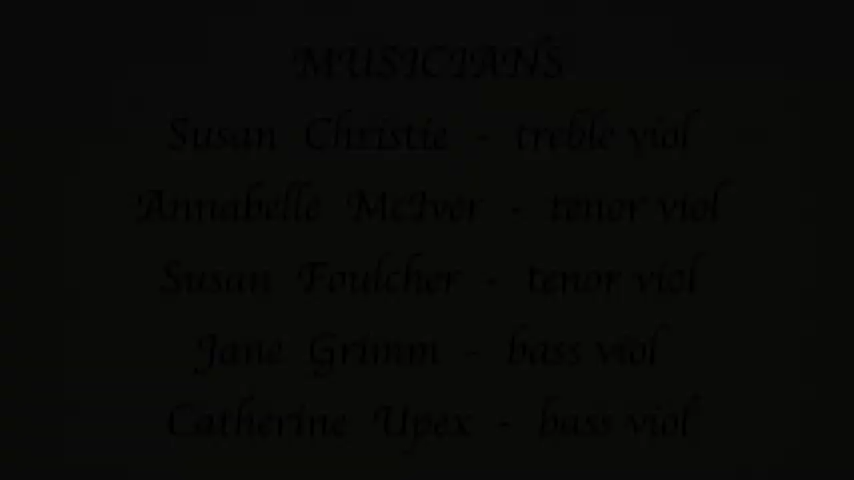 MUSICIANS
Susan Christie - treble viol
Annabelle McIver - tenor viol
Susan Foulcher - tenor viol
Jane Grimm - bass viol
Catherine Upex - bass viol